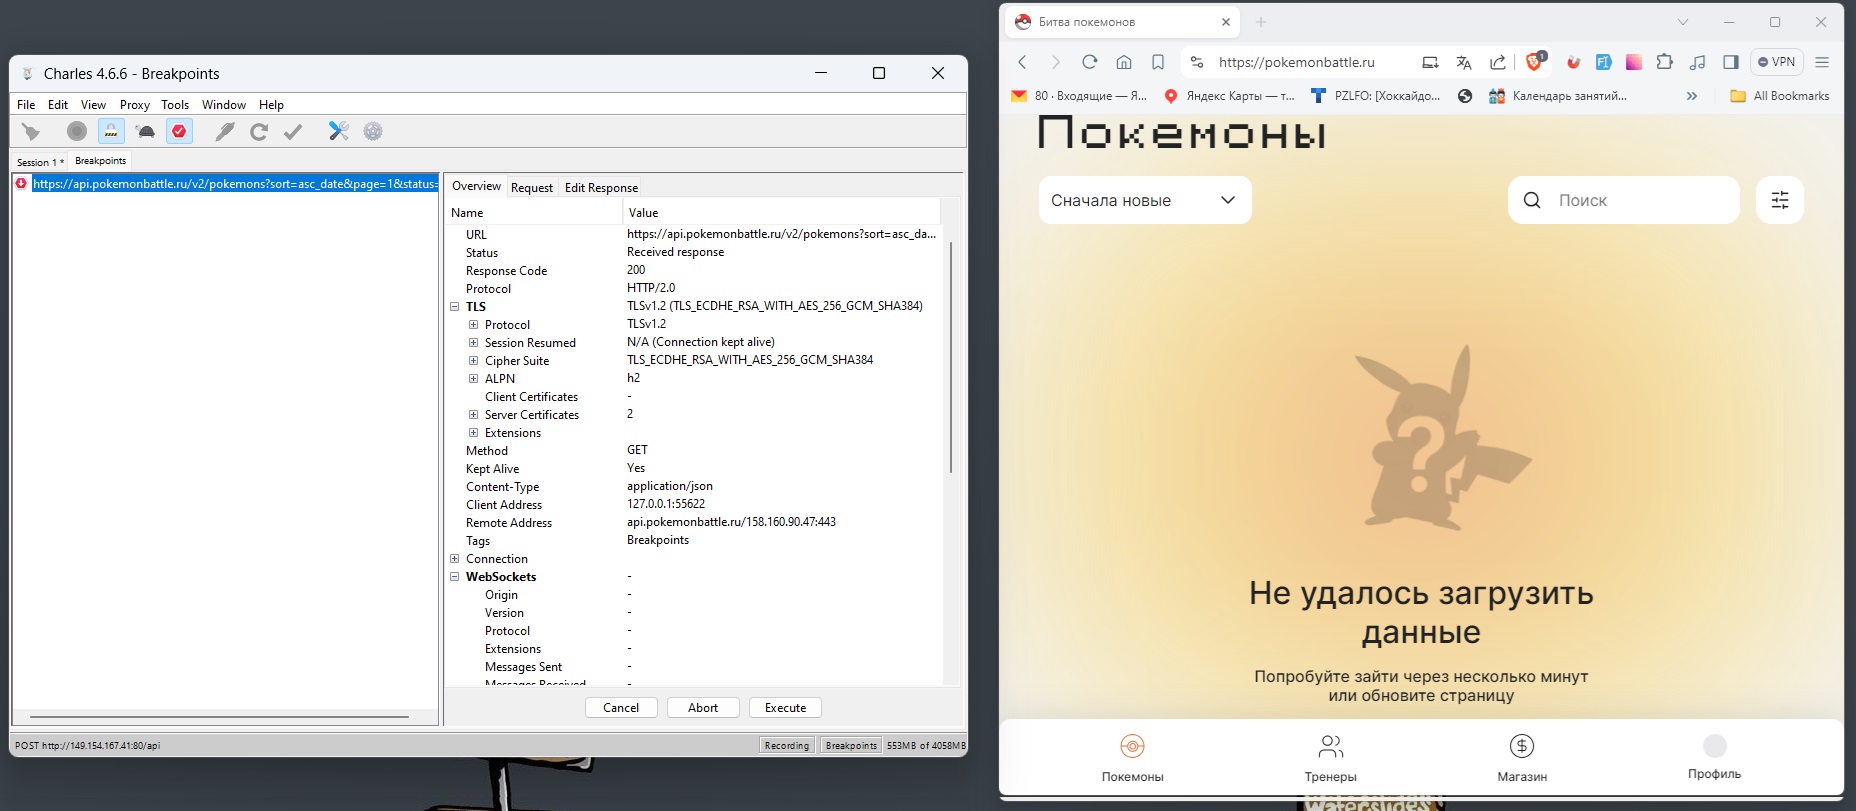 Charles 4.6.6 - Breakpoints
File Edit View Proxy Tools Window Help
Session 1 * Breakpoints
https://api.pokemonbattle.ru/v2/pokemons?sort=asc_date&page=1&status=
Overview Request Edit Response
Name Value
URL https://api.pokemonbattle.ru/v2/pokemons?sort=asc_da...
Status Received response
Response Code 200
Protocol HTTP/2.0
TLS TLSv1.2 (TLS_ECDHE_RSA_WITH_AES_256_GCM_SHA384)
Protocol TLSv1.2
Session Resumed N/A (Connection kept alive)
Cipher Suite TLS_ECDHE_RSA_WITH_AES_256_GCM_SHA384
ALPN h2
Client Certificates -
Server Certificates 2
Extensions
Method GET
Kept Alive Yes
Content-Type application/json
Client Address 127.0.0.1:55622
Remote Address api.pokemonbattle.ru/158.160.90.47:443
Tags Breakpoints
Connection
WebSockets -
Origin -
Version -
Protocol -
Extensions -
Messages Sent -
Messages Received -
Cancel Abort Execute
POST http://149.154.167.41:80/api Recording Breakpoints 553MB of 4058MB
Битва покемонов
https://pokemonbattle.ru 1 VPN
80 · Входящие — Я... Яндекс Карты — т... PZLFO: [Хоккайдо... Календарь занятий... » All Bookmarks
Покемоны
Сначала новые Поиск
?
Не удалось загрузить
данные
Попробуйте зайти через несколько минут
или обновите страницу
Покемоны Тренеры Магазин Профиль